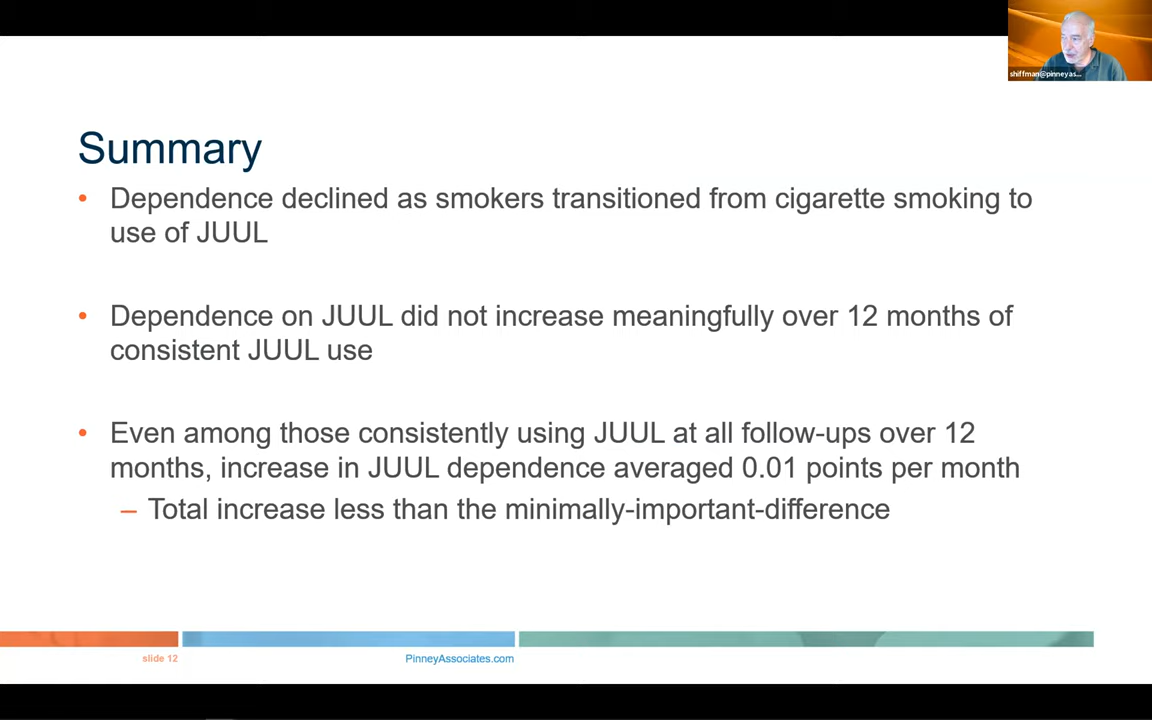 shiffman@pinneyas...
Summary
• Dependence declined as smokers transitioned from cigarette smoking to
use of JUUL
• Dependence on JUUL did not increase meaningfully over 12 months of
consistent JUUL use
• Even among those consistently using JUUL at all follow-ups over 12
months, increase in JUUL dependence averaged 0.01 points per month
– Total increase less than the minimally-important-difference
slide 12
PinneyAssociates.com